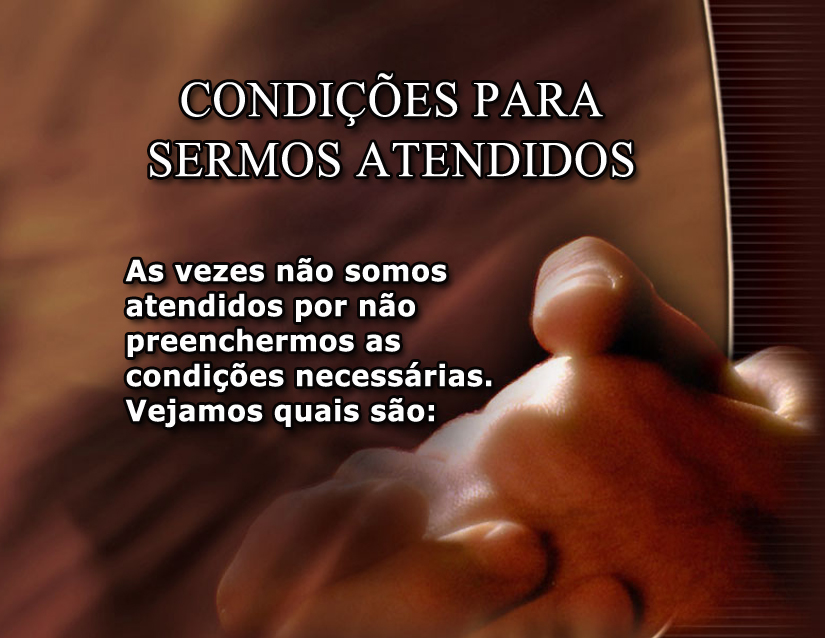 CONDIÇÕES PARA
SERMOS ATENDIDOS
As vezes não somos
atendidos por não
preenchermos as
condições necessárias.
Vejamos quais são: